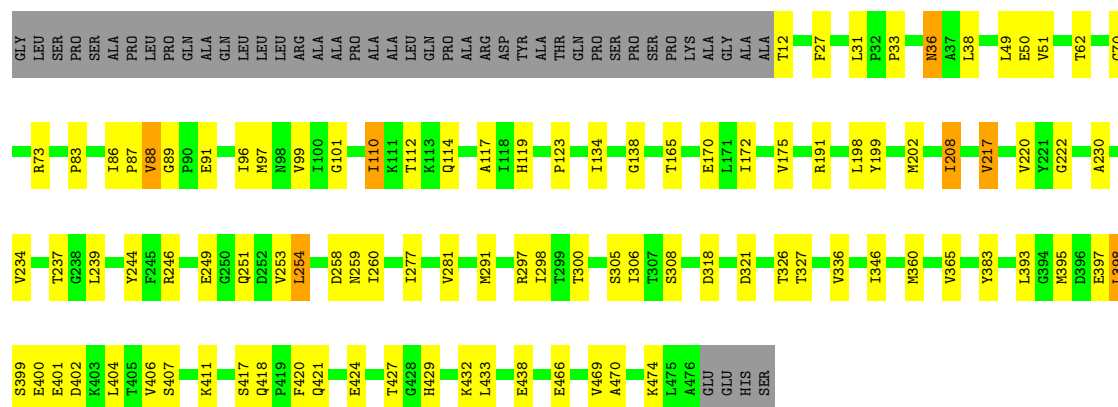 GLY LEU SER PRO SER ALA PRO LEU PRO GLN ALA GLN LEU LEU LEU ARG ALA ALA PRO ALA ALA LEU GLN PRO ALA ARG ASP TYR ALA THR GLN PRO SER PRO SER PRO LYS ALA GLY ALA ALA T12 F27 L31 P32 P33 N36 A37 L38 L49 E50 V51 T62
R73 P83 I86 P87 V88 G89 P90 E91 I96 M97 N98 V99 I100 G101 I110 K111 T112 K113 Q114 A117 I118 H119 P123 I134 G138 T165 E170 L171 I172 V175 R191 L198 Y199 M202 I208 V217 V220 Y221 G222 A230
V234 T237 G238 L239 Y244 F245 R246 E249 G250 Q251 D252 V253 L254 D258 N259 I260 I277 V281 M291 R297 I298 T299 T300 S305 I306 T307 S308 D318 D321 T326 T327 V336 I346 M360 V365 Y383 L393 G394 M395 D396 E397
S399 E400 E401 D402 K403 L404 T405 V406 S407 K411 S417 Q418 P419 F420 Q421 E424 T427 G428 H429 K432 L433 E438 E466 V469 A470 K474 L475 A476 GLU GLU HIS SER